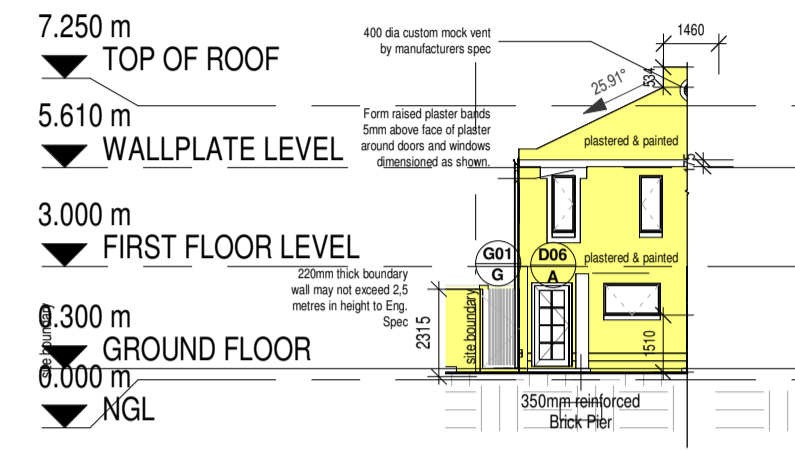 7.250 m
TOP OF ROOF
5.610 m
WALLPLATE LEVEL
3.000 m
FIRST FLOOR LEVEL
0.300 m
GROUND FLOOR
0.000 m
NGL
site boundary
400 dia custom mock vent
by manufacturers spec
Form raised plaster bands
5mm above face of plaster
around doors and windows
dimensioned as shown.
220mm thick boundary
wall may not exceed 2,5
metres in height to Eng.
Spec
1460
534
25.91°
plastered & painted
75
G01
G
D06
A
plastered & painted
2315
site boundary
1510
350mm reinforced
Brick Pier